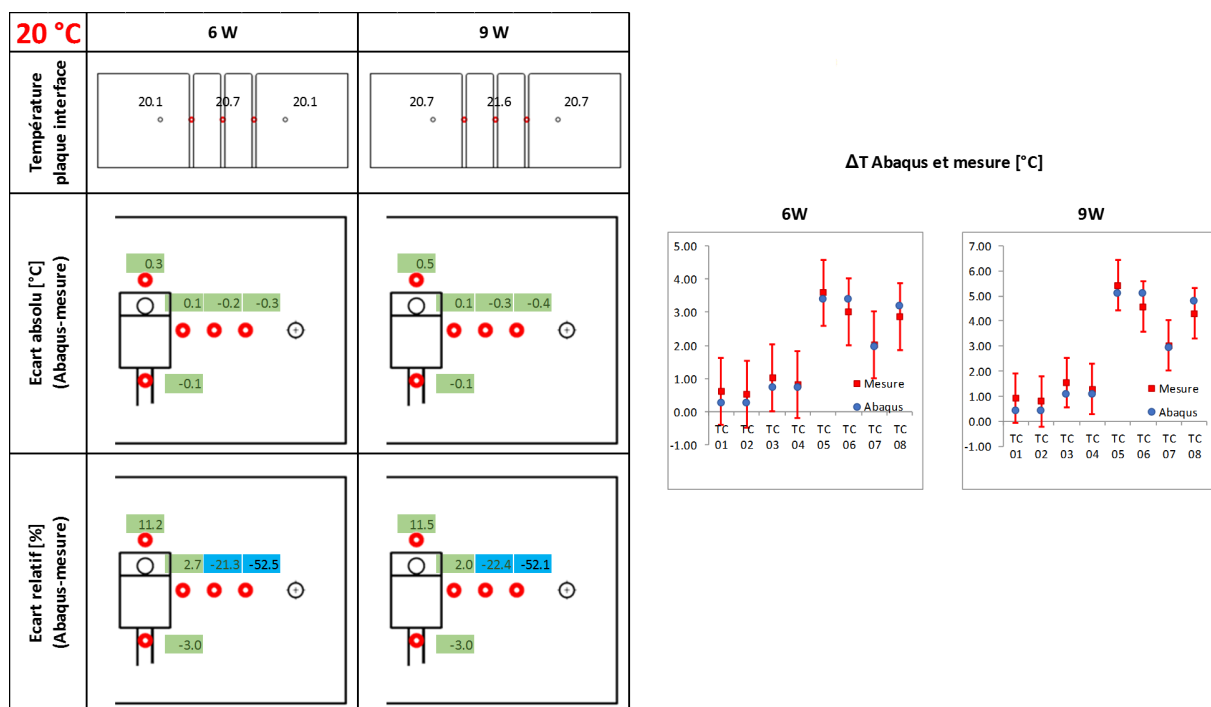 20 °C
6 W
9 W
Température
plaque interface
20.1 20.7 20.1
20.7 21.6 20.7
Ecart absolu [°C]
(Abaqus-mesure)
0.3
0.1 -0.2 -0.3
-0.1
0.5
0.1 -0.3 -0.4
-0.1
Ecart relatif [%]
(Abaqus-mesure)
11.2
2.7 -21.3 -52.5
-3.0
11.5
2.0 -22.4 -52.1
-3.0
ΔT Abaqus et mesure [°C]
6W
5.00
4.00
3.00
2.00
1.00
0.00
-1.00
Mesure
Abaqus
TC TC TC TC TC TC TC TC
01 02 03 04 05 06 07 08
9W
7.00
6.00
5.00
4.00
3.00
2.00
1.00
0.00
-1.00
Mesure
Abaqus
TC TC TC TC TC TC TC TC
01 02 03 04 05 06 07 08